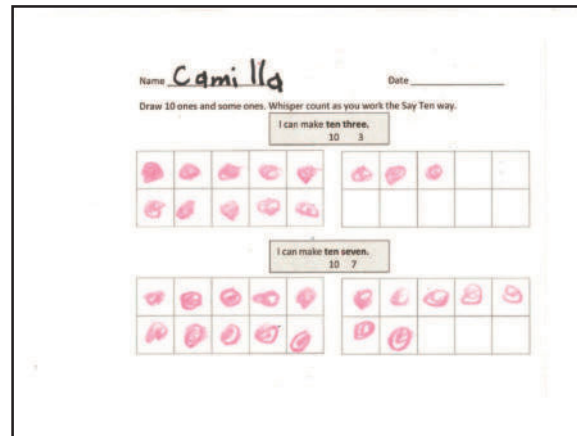 Name Camilla Date
Draw 10 ones and some ones. Whisper count as you work the Say Ten way.
I can make ten three.
10 3
I can make ten seven.
10 7